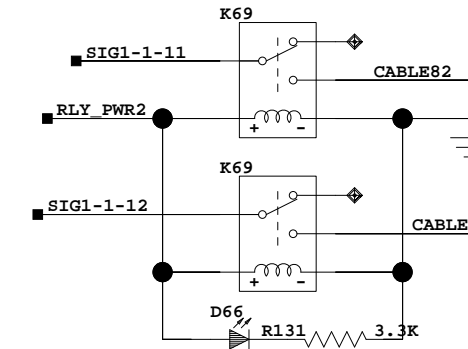 K69
SIG1-1-11
CABLE82
RLY_PWR2
+ -
K69
SIG1-1-12
CABLE
+ -
D66
R131 3.3K